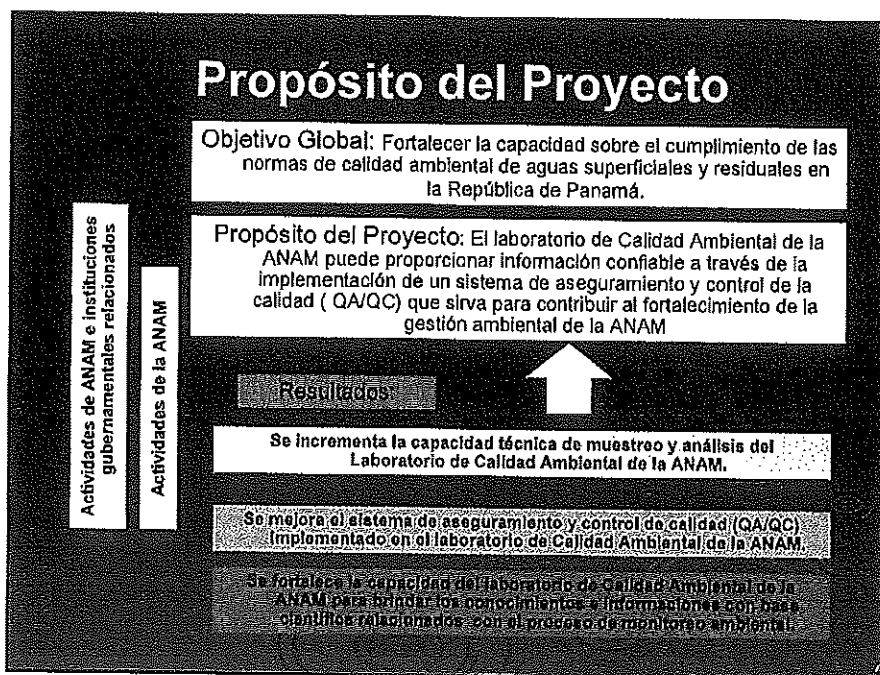 Propósito del Proyecto
Objetivo Global: Fortalecer la capacidad sobre el cumplimiento de las
normas de calidad ambiental de aguas superficiales y residuales en
la República de Panamá.
Propósito del Proyecto: El laboratorio de Calidad Ambiental de la
ANAM puede proporcionar información confiable a través de la
implementación de un sistema de aseguramiento y control de la
calidad ( QA/QC) que sirva para contribuir al fortalecimiento de la
gestión ambiental de la ANAM
Actividades de ANAM e instituciones
gubernamentales relacionados
Actividades de la ANAM
Resultados:
Se incrementa la capacidad técnica de muestreo y análisis del
Laboratorio de Calidad Ambiental de la ANAM.
Se mejora el sistema de aseguramiento y control de calidad (QA/QC)
implementado en el laboratorio de Calidad Ambiental de la ANAM.
Se fortalece la capacidad del laboratorio de Calidad Ambiental de la
ANAM para brindar los conocimientos e informaciones con base
científica relacionados con el proceso de monitoreo ambiental.